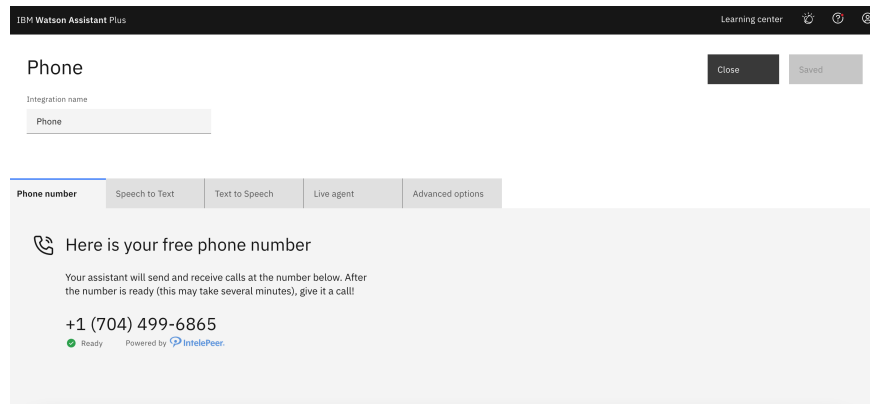 IBM Watson Assistant Plus
Learning center
Phone
Close
Saved
Integration name
Phone
Phone number
Speech to Text
Text to Speech
Live agent
Advanced options
Here is your free phone number
Your assistant will send and receive calls at the number below. After
the number is ready (this may take several minutes), give it a call!
+1 (704) 499-6865
Ready
Powered by IntelePeer.